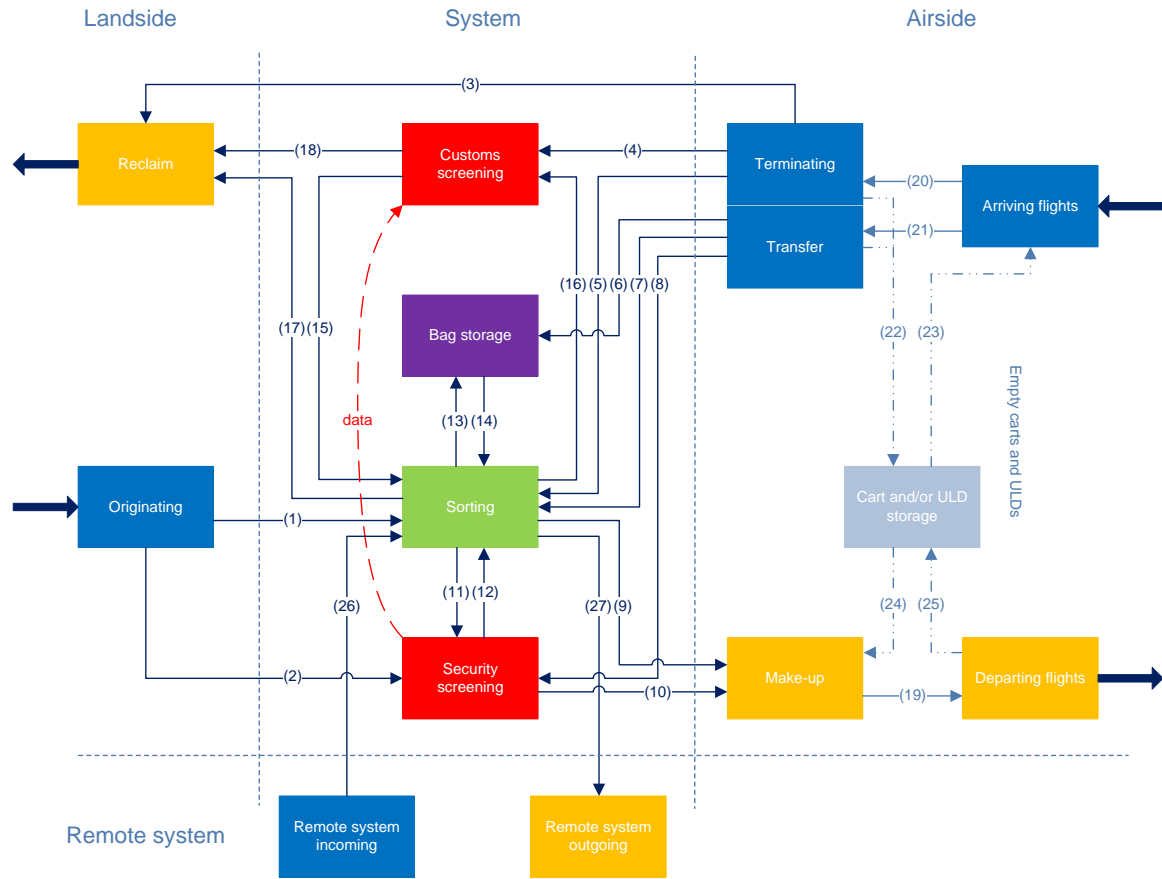 Landside
System
Airside
(3)
Reclaim
(18)
Customs
screening
(4)
Terminating
(20)
Arriving flights
Transfer
(21)
(17)
(15)
(16)
(5)
(6)
(7)
(8)
Bag storage
(22)
(23)
Empty carts and ULDs
data
(13)
(14)
Originating
(1)
Sorting
Cart and/or ULD
storage
(26)
(11)
(12)
(27)
(9)
(24)
(25)
(2)
Security
screening
(10)
Make-up
(19)
Departing flights
Remote system
Remote system
incoming
Remote system
outgoing